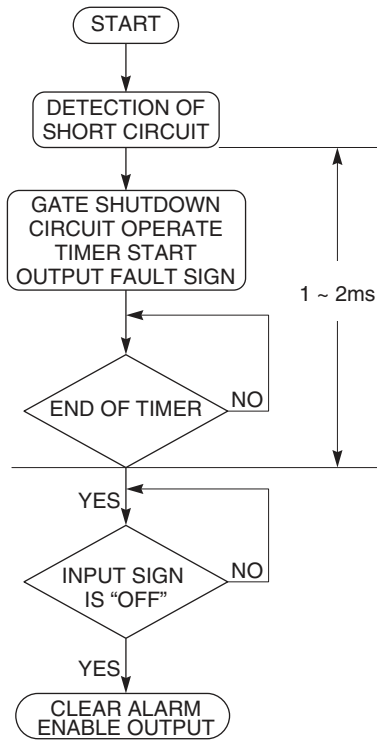 START
DETECTION OF
SHORT CIRCUIT
GATE SHUTDOWN
CIRCUIT OPERATE
TIMER START
OUTPUT FAULT SIGN
1 ~ 2ms
END OF TIMER
NO
YES
INPUT SIGN
IS “OFF”
NO
YES
CLEAR ALARM
ENABLE OUTPUT